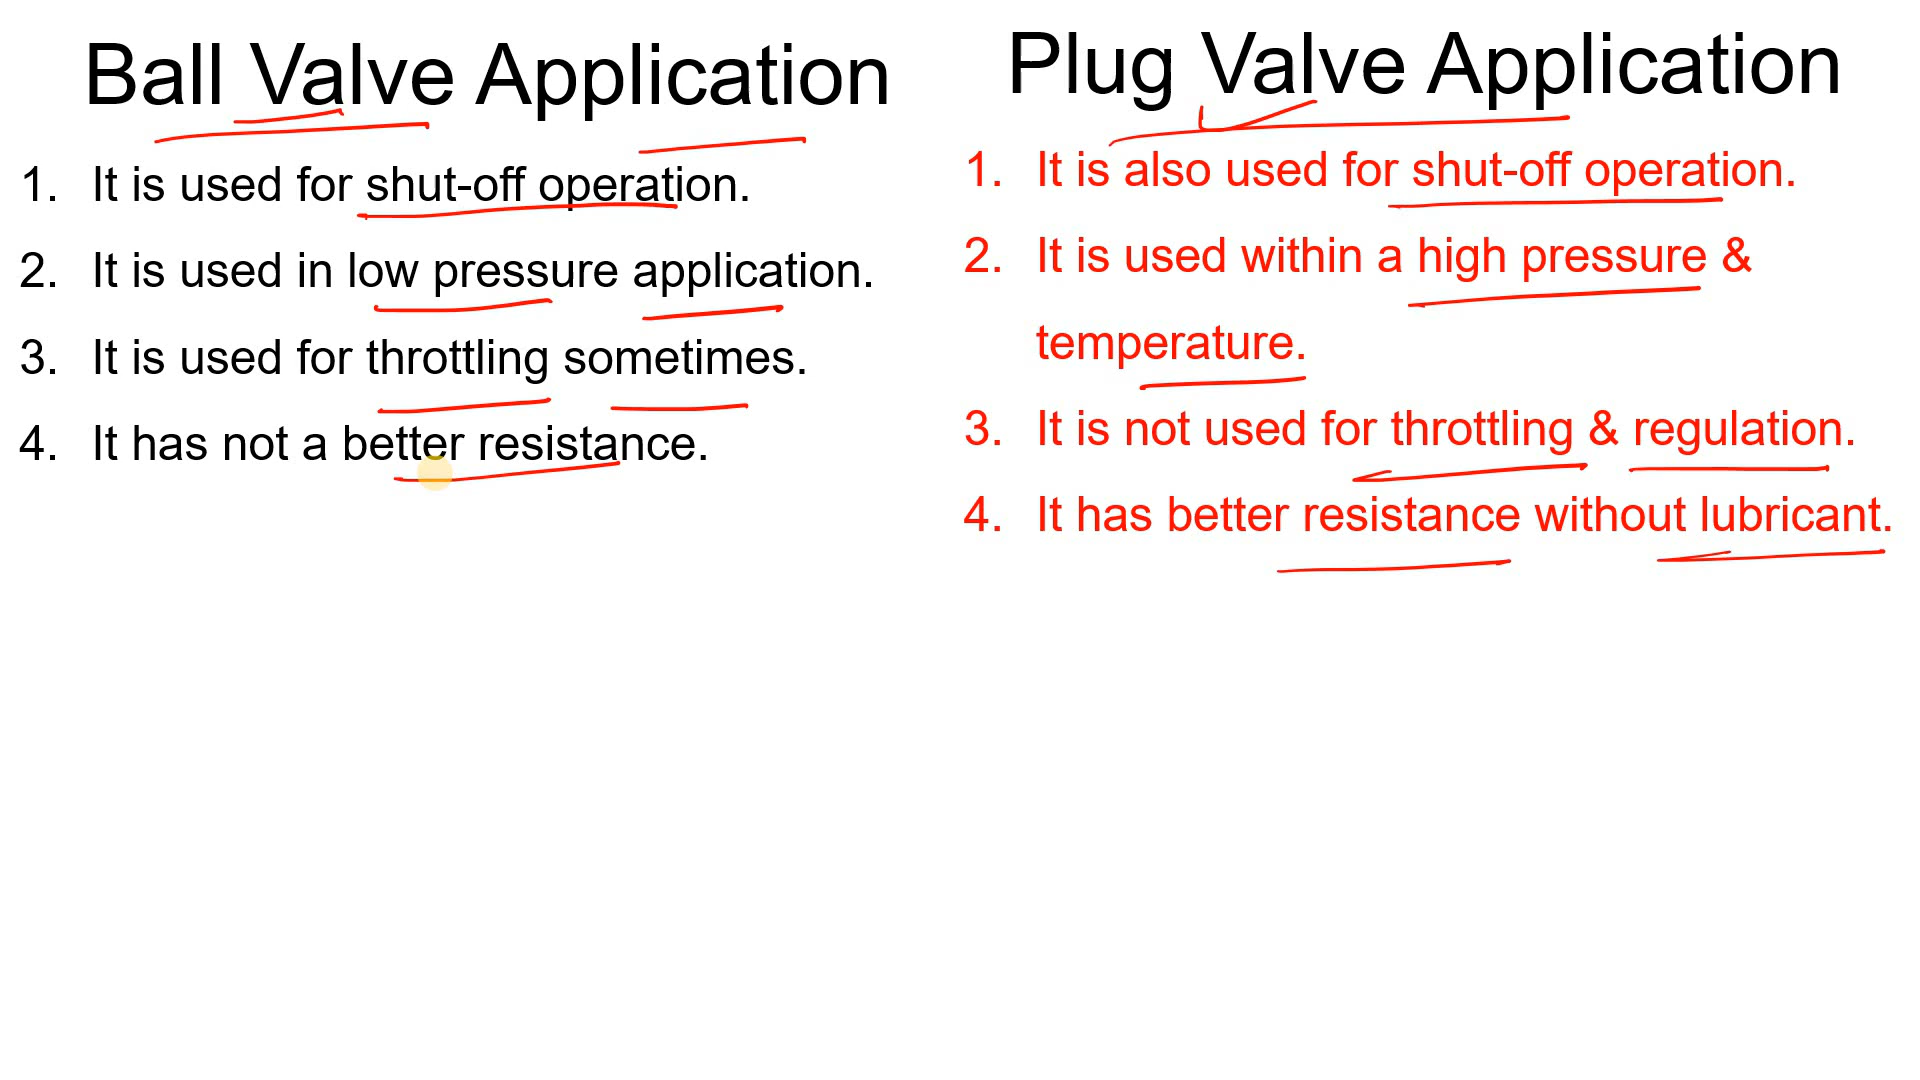 Ball Valve Application
1. It is used for shut-off operation.
2. It is used in low pressure application.
3. It is used for throttling sometimes.
4. It has not a better resistance.
Plug Valve Application
1. It is also used for shut-off operation.
2. It is used within a high pressure &
temperature.
3. It is not used for throttling & regulation.
4. It has better resistance without lubricant.